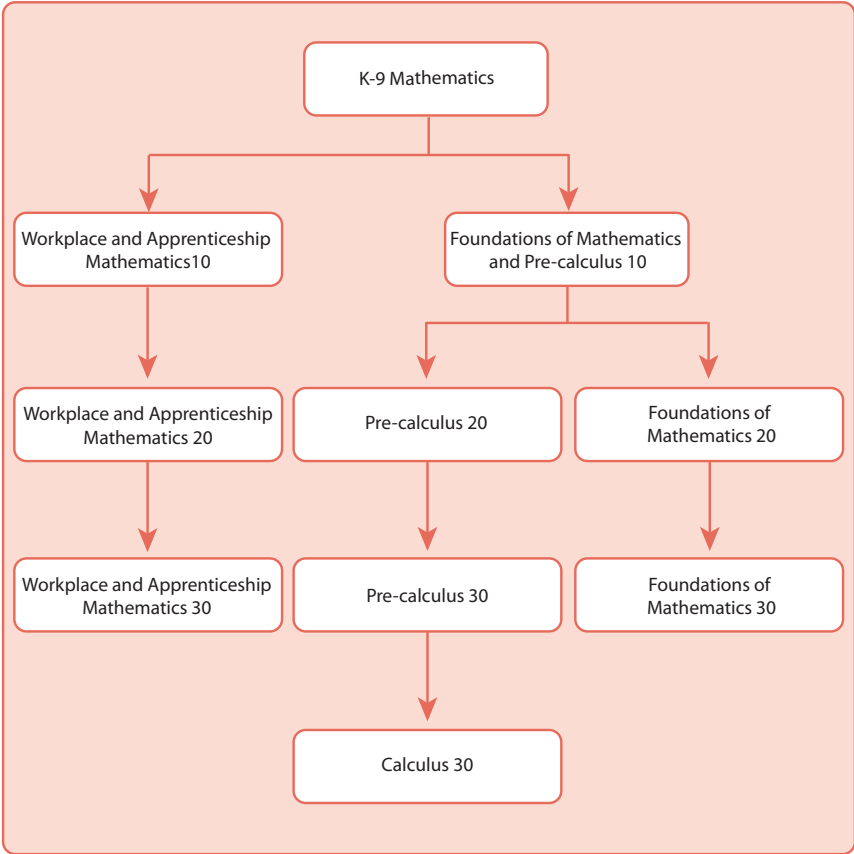 K-9 Mathematics
Workplace and Apprenticeship
Mathematics10
Foundations of Mathematics
and Pre-calculus 10
Workplace and Apprenticeship
Mathematics 20
Pre-calculus 20
Foundations of
Mathematics 20
Workplace and Apprenticeship
Mathematics 30
Pre-calculus 30
Foundations of
Mathematics 30
Calculus 30